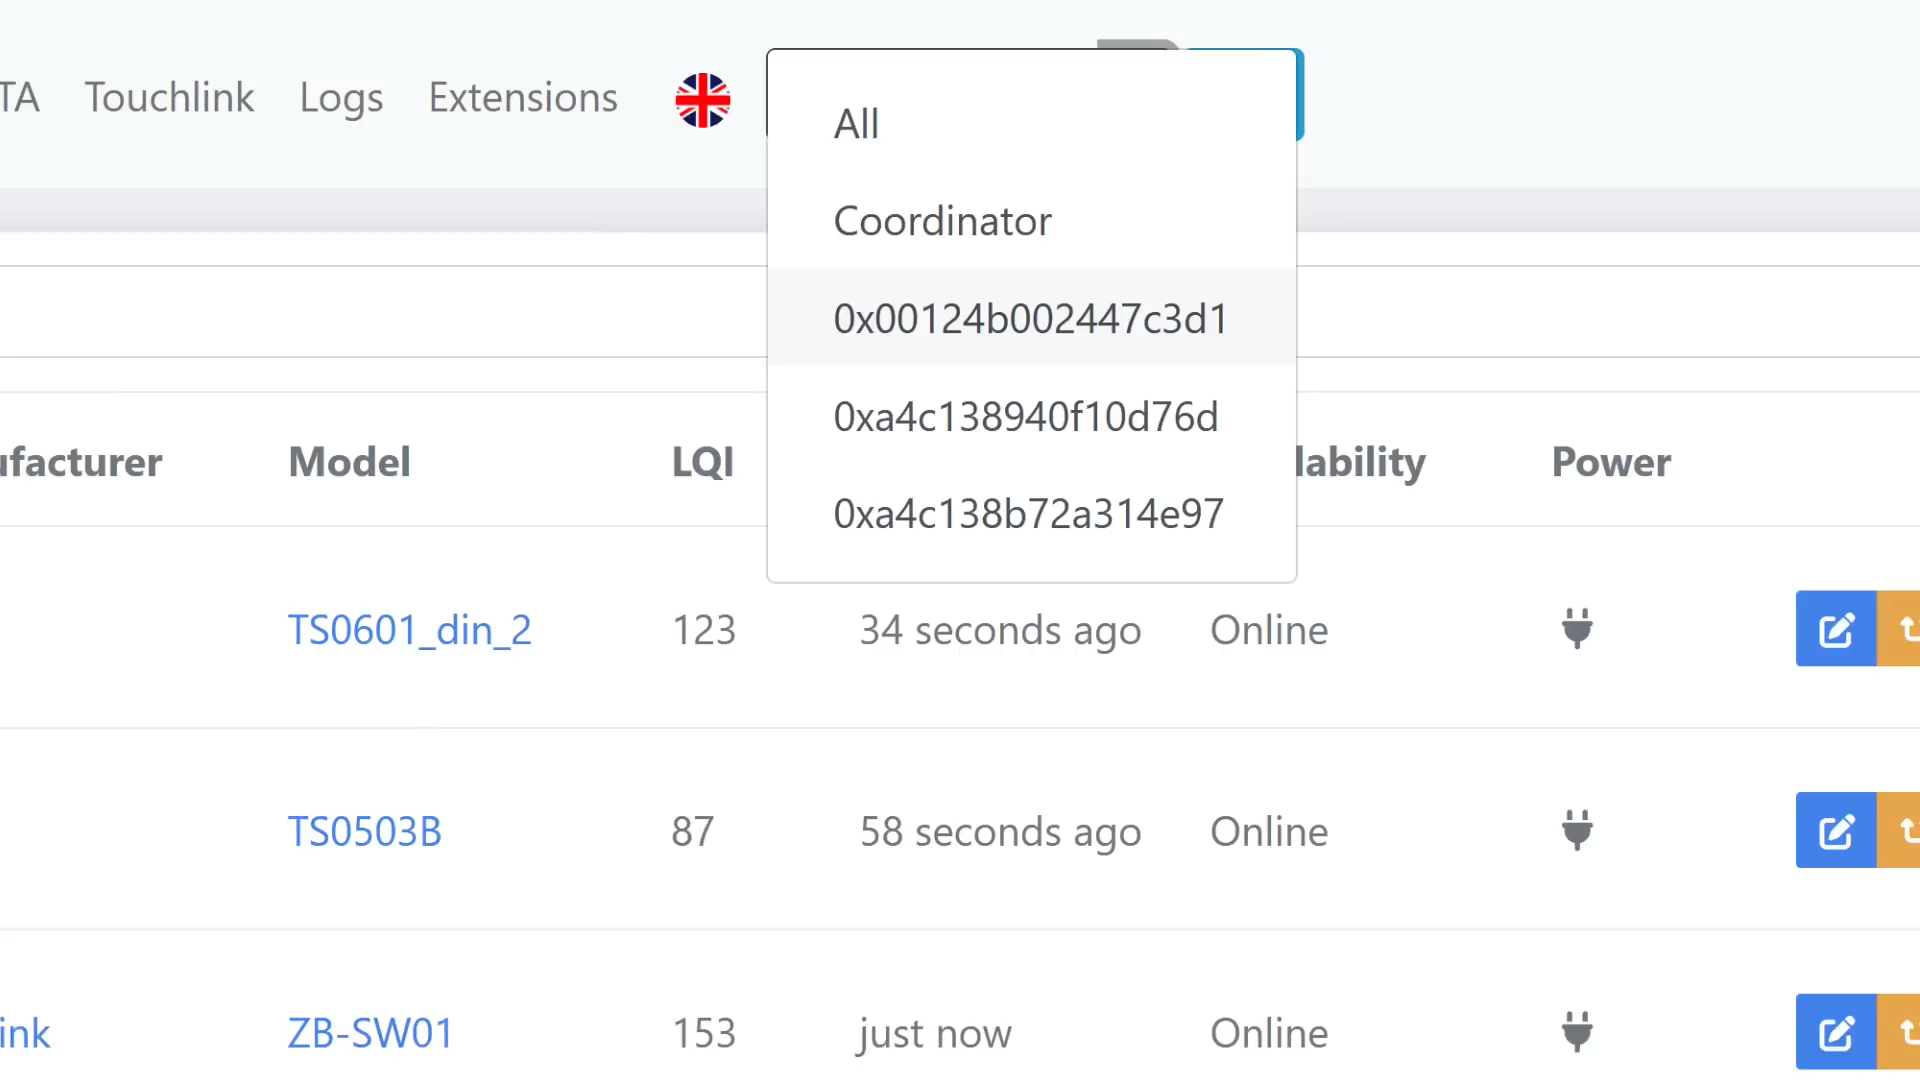 TA Touchlink Logs Extensions
All
Coordinator
0x00124b002447c3d1
0xa4c138940f10d76d
0xa4c138b72a314e97
ufacturer Model LQI lability Power
TS0601_din_2 123 34 seconds ago Online
TS0503B 87 58 seconds ago Online
ink ZB-SW01 153 just now Online